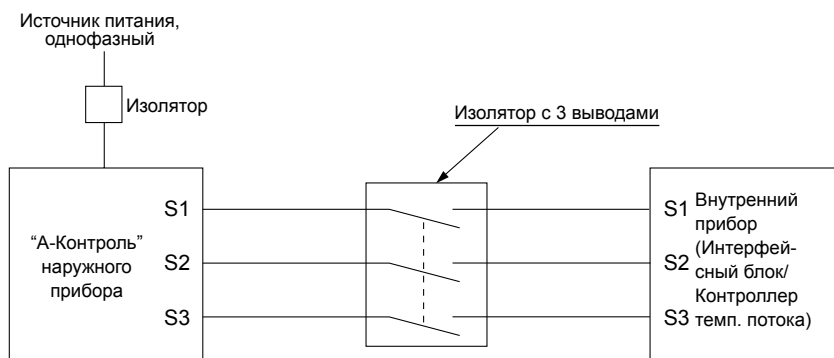 Источник питания,
однофазный
Изолятор
Изолятор с 3 выводами
“А-Контроль”
наружного
прибора
S1
S2
S3
S1
S2
S3
Внутренний
прибор
(Интерфей-
сный блок/
Контроллер
темп. потока)